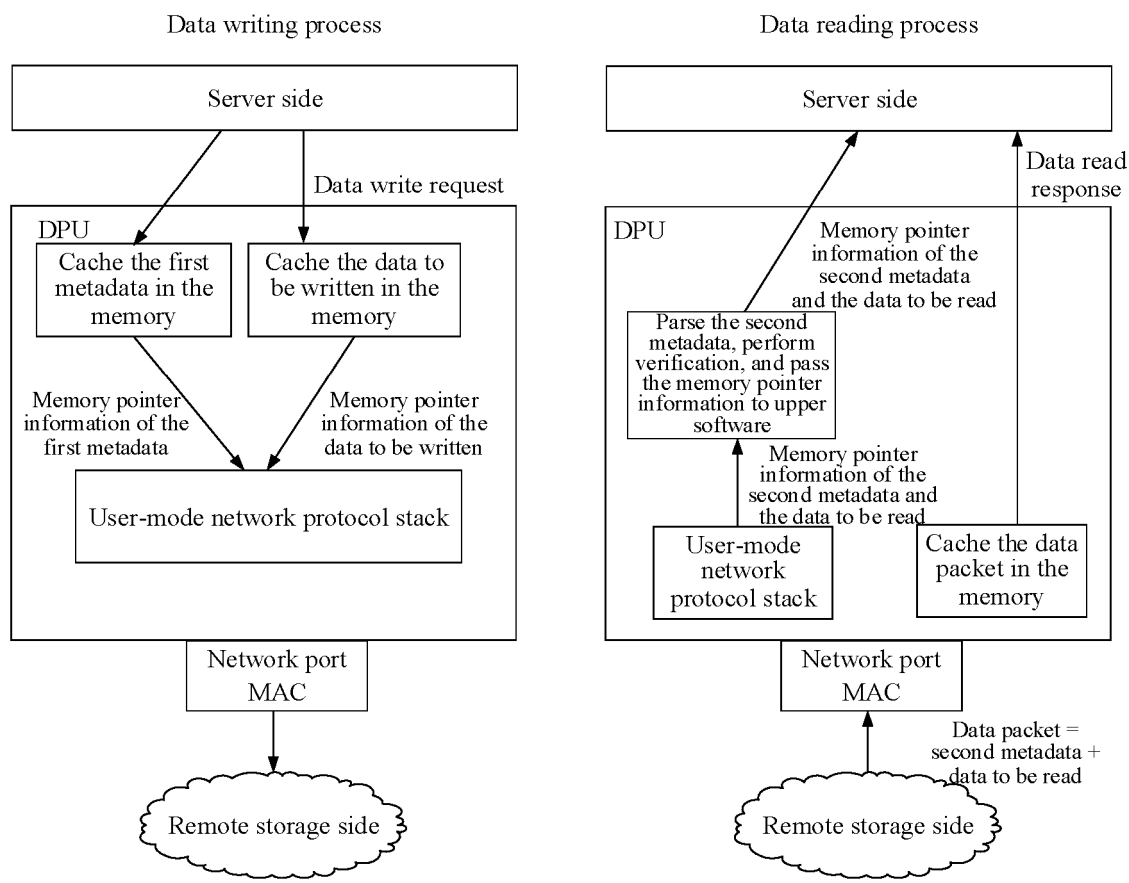 Data writing process
Server side
Data write request
DPU
Cache the first
metadata in the
memory
Cache the data to
be written in the
memory
Memory pointer
information of the
first metadata
Memory pointer
information of the
data to be written
User-mode network protocol stack
Network port
MAC
Remote storage side
Data reading process
Server side
Data read
response
DPU
Memory pointer
information of the
second metadata
and the data to be read
Parse the second
metadata, perform
verification, and pass
the memory pointer
information to upper
software
Memory pointer
information of the
second metadata and
the data to be read
User-mode
network
protocol stack
Cache the data
packet in the
memory
Network port
MAC
Data packet =
second metadata +
data to be read
Remote storage side